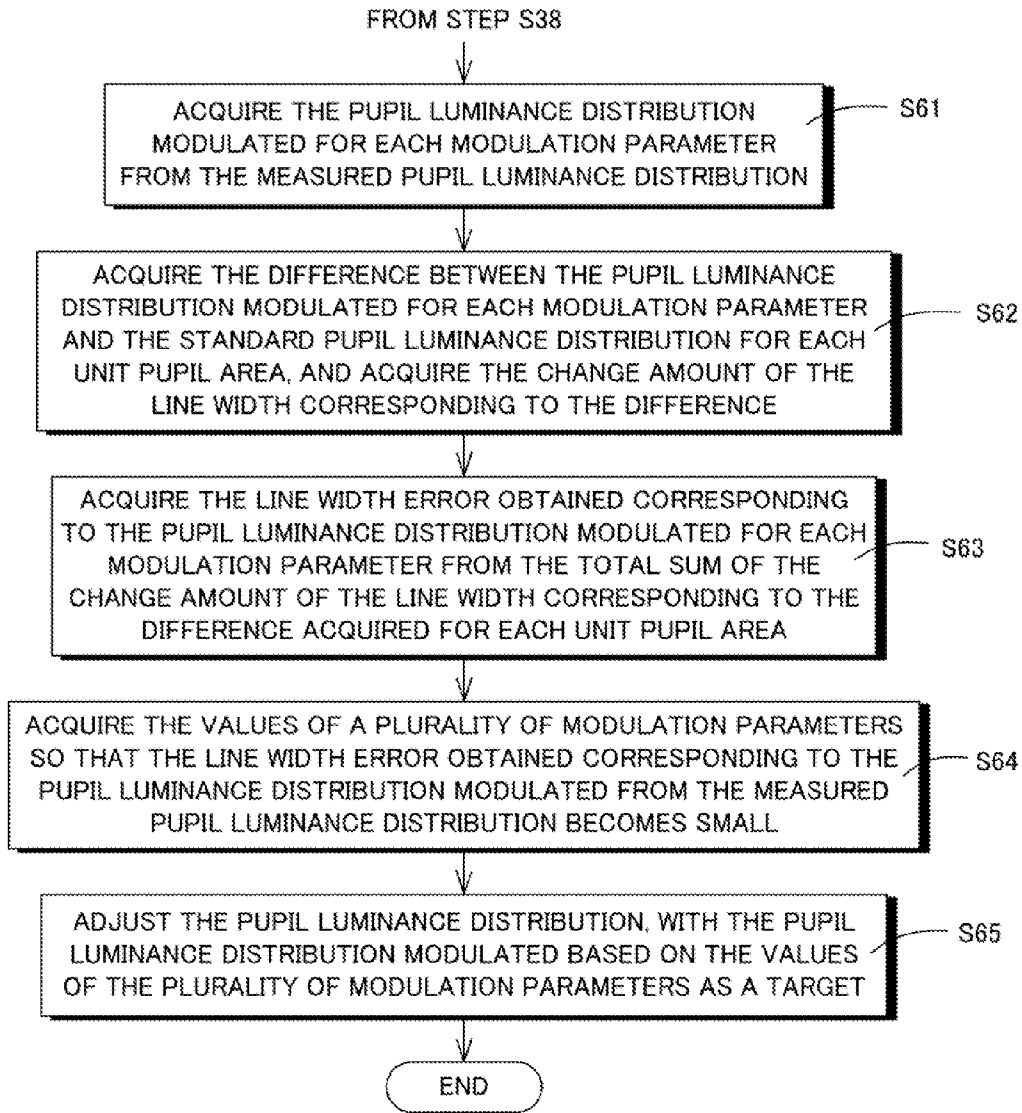 FROM STEP S38
ACQUIRE THE PUPIL LUMINANCE DISTRIBUTION
MODULATED FOR EACH MODULATION PARAMETER
FROM THE MEASURED PUPIL LUMINANCE DISTRIBUTION
S61
ACQUIRE THE DIFFERENCE BETWEEN THE PUPIL LUMINANCE
DISTRIBUTION MODULATED FOR EACH MODULATION PARAMETER
AND THE STANDARD PUPIL LUMINANCE DISTRIBUTION FOR EACH
UNIT PUPIL AREA, AND ACQUIRE THE CHANGE AMOUNT OF THE
LINE WIDTH CORRESPONDING TO THE DIFFERENCE
S62
ACQUIRE THE LINE WIDTH ERROR OBTAINED CORRESPONDING
TO THE PUPIL LUMINANCE DISTRIBUTION MODULATED FOR EACH
MODULATION PARAMETER FROM THE TOTAL SUM OF THE
CHANGE AMOUNT OF THE LINE WIDTH CORRESPONDING TO THE
DIFFERENCE ACQUIRED FOR EACH UNIT PUPIL AREA
S63
ACQUIRE THE VALUES OF A PLURALITY OF MODULATION PARAMETERS
SO THAT THE LINE WIDTH ERROR OBTAINED CORRESPONDING TO THE
PUPIL LUMINANCE DISTRIBUTION MODULATED FROM THE MEASURED
PUPIL LUMINANCE DISTRIBUTION BECOMES SMALL
S64
ADJUST THE PUPIL LUMINANCE DISTRIBUTION, WITH THE PUPIL
LUMINANCE DISTRIBUTION MODULATED BASED ON THE VALUES
OF THE PLURALITY OF MODULATION PARAMETERS AS A TARGET
S65
END